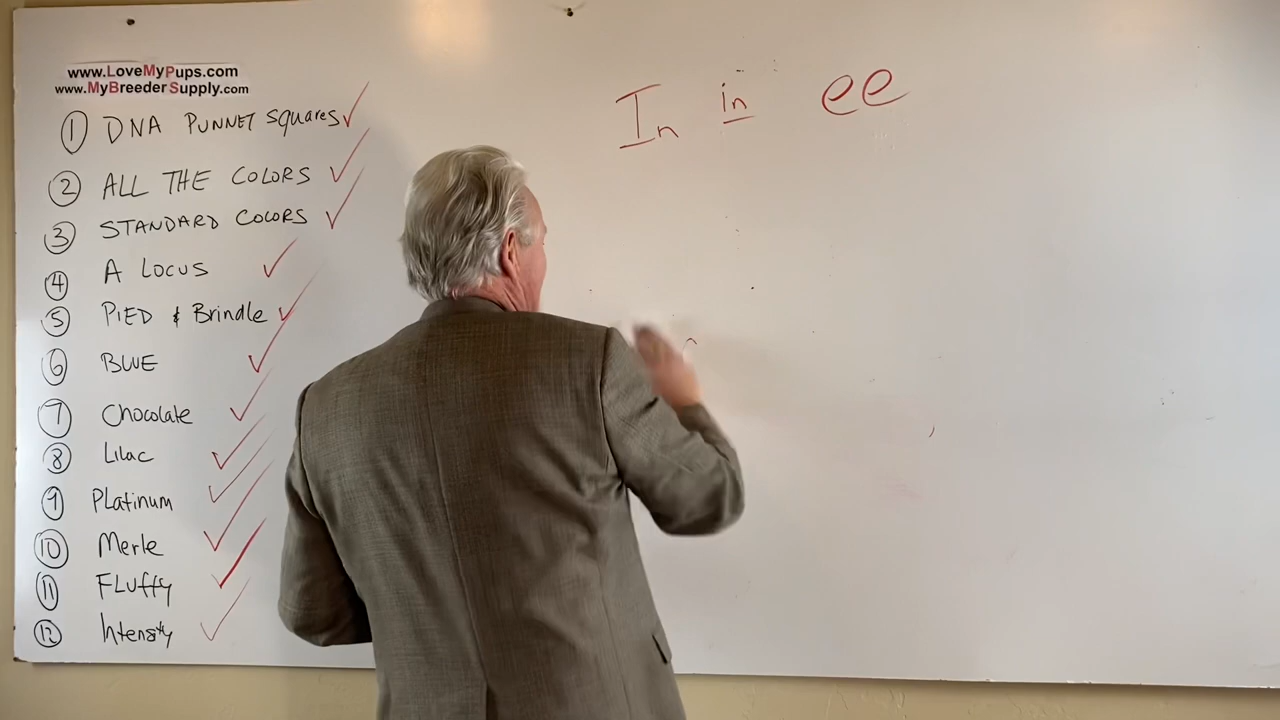 www.LoveMyPups.com
www.MyBreederSupply.com
1 DNA PUNNET squares ✓
2 ALL THE COLORS ✓
3 STANDARD COLORS ✓
4 A LOCUS ✓
5 PIED & Brindle ✓
6 BLUE ✓
7 Chocolate ✓
8 Lilac ✓
9 Platinum ✓
10 Merle ✓
11 FLuffy ✓
12 Intensity ✓
In in ee